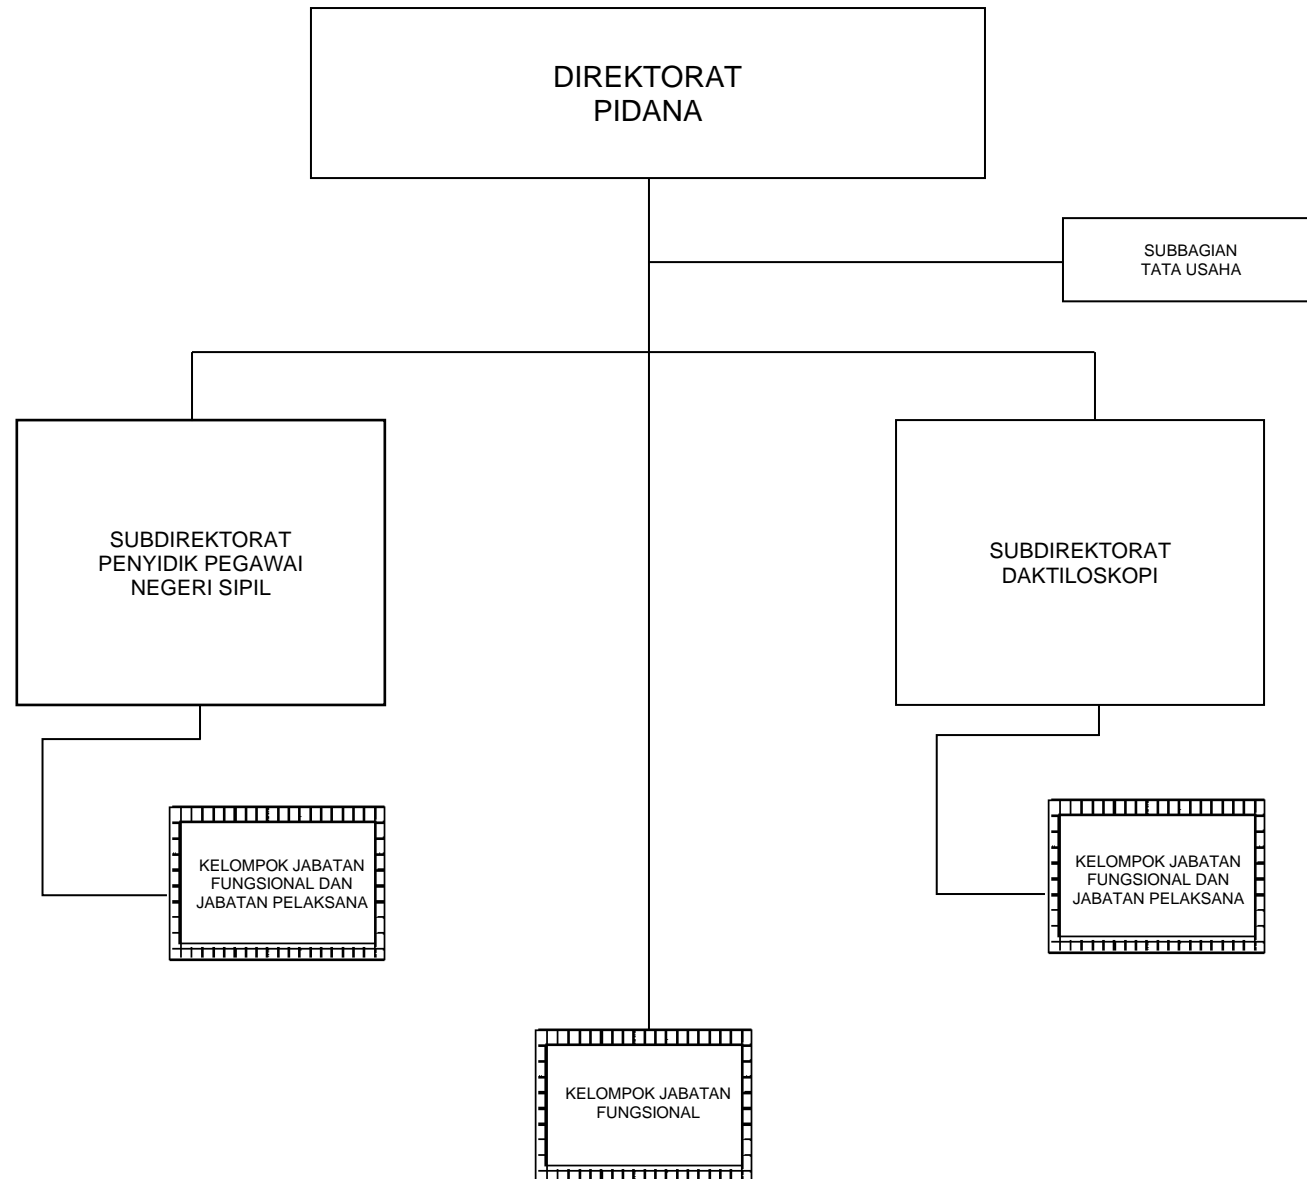 DIREKTORAT
PIDANA
SUBBAGIAN
TATA USAHA
SUBDIREKTORAT
PENYIDIK PEGAWAI
NEGERI SIPIL
SUBDIREKTORAT
DAKTILOSKOPI
KELOMPOK JABATAN
FUNGSIONAL DAN
JABATAN PELAKSANA
KELOMPOK JABATAN
FUNGSIONAL DAN
JABATAN PELAKSANA
KELOMPOK JABATAN
FUNGSIONAL